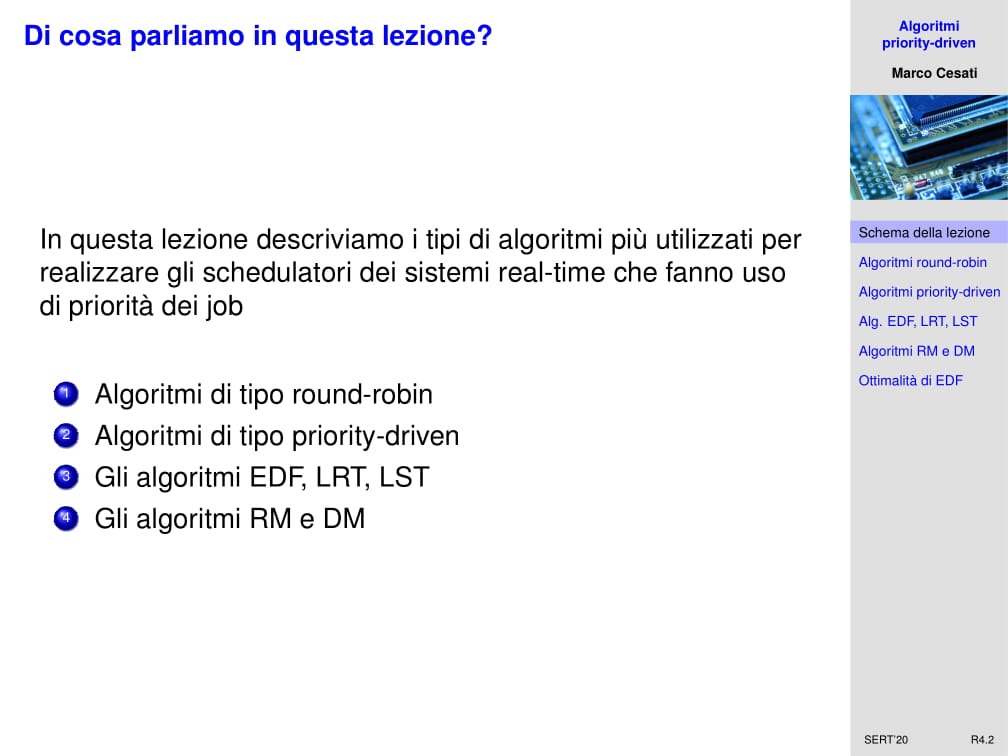 Di cosa parliamo in questa lezione?
In questa lezione descriviamo i tipi di algoritmi più utilizzati per
realizzare gli schedulatori dei sistemi real-time che fanno uso
di priorità dei job
1 Algoritmi di tipo round-robin
2 Algoritmi di tipo priority-driven
3 Gli algoritmi EDF, LRT, LST
4 Gli algoritmi RM e DM
Algoritmi
priority-driven
Marco Cesati
Schema della lezione
Algoritmi round-robin
Algoritmi priority-driven
Alg. EDF, LRT, LST
Algoritmi RM e DM
Ottimalità di EDF
SERT'20 R4.2